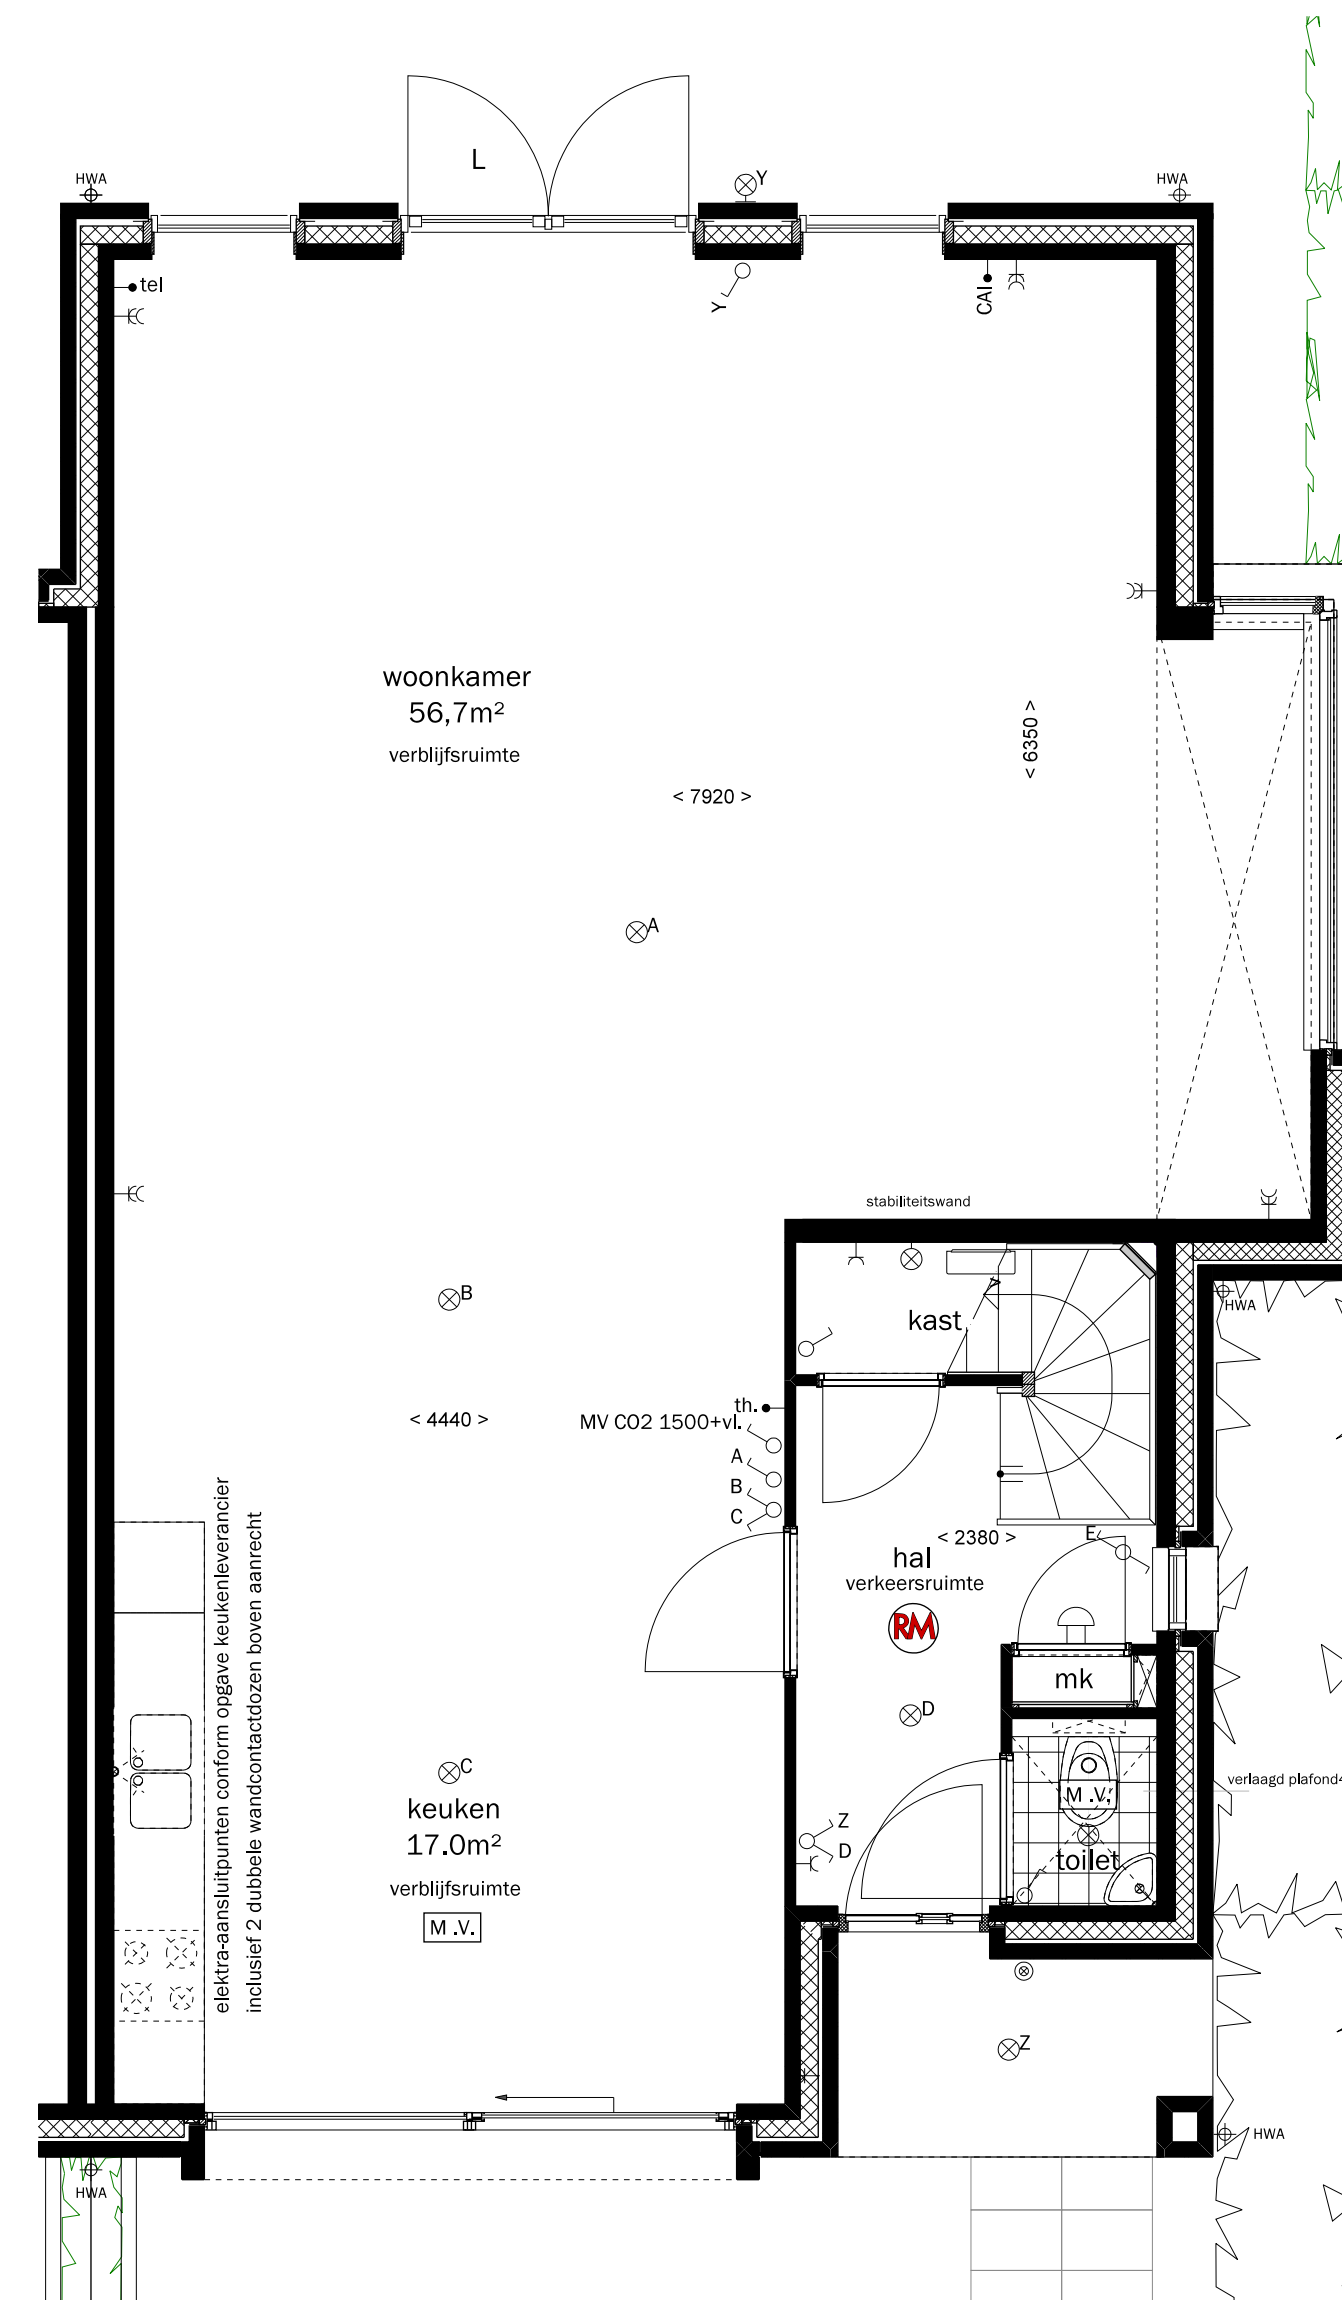 L
HWA
Y
HWA
tel
Y
CAI
woonkamer
56,7m²
verblijfsruimte
< 6350 >
< 7920 >
A
stabiliteitswand
B
HWA
kast
th.
< 4440 >
MV CO2 1500+vl.
A
B
C
elektra-aansluitpunten conform opgave keukenleverancier
inclusief 2 dubbele wandcontactdozen boven aanrecht
< 2380 >
E
hal
verkeersruimte
RM
mk
D
C
verlaagd plafond
M.V.
keuken
17.0m²
verblijfsruimte
M.V.
Z
D
toilet
Z
HWA
HWA